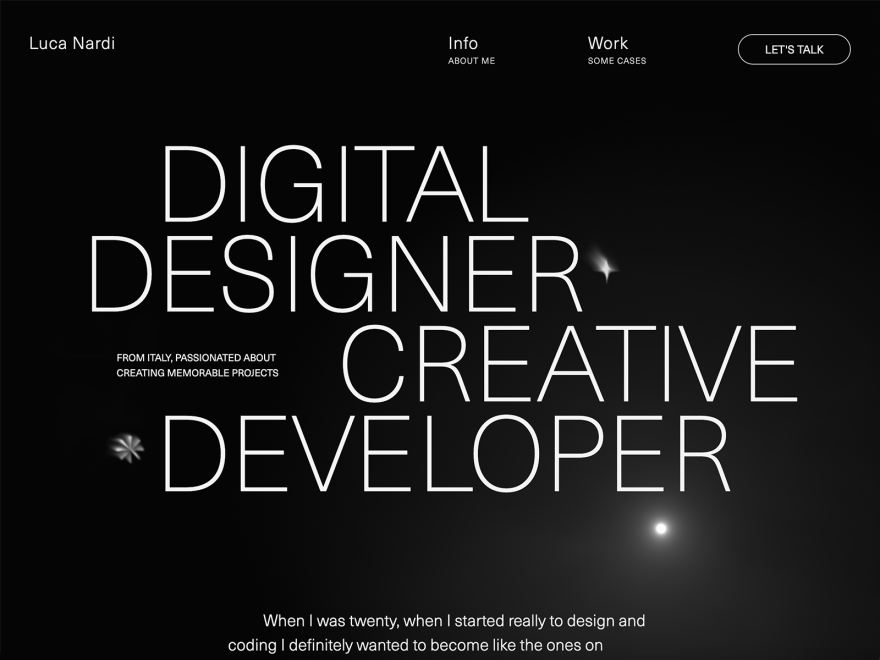 Luca Nardi
Info
ABOUT ME
Work
SOME CASES
LET'S TALK
DIGITAL
DESIGNER
CREATIVE
FROM ITALY, PASSIONATED ABOUT
CREATING MEMORABLE PROJECTS
DEVELOPER
When I was twenty, when I started really to design and
coding I definitely wanted to become like the ones on